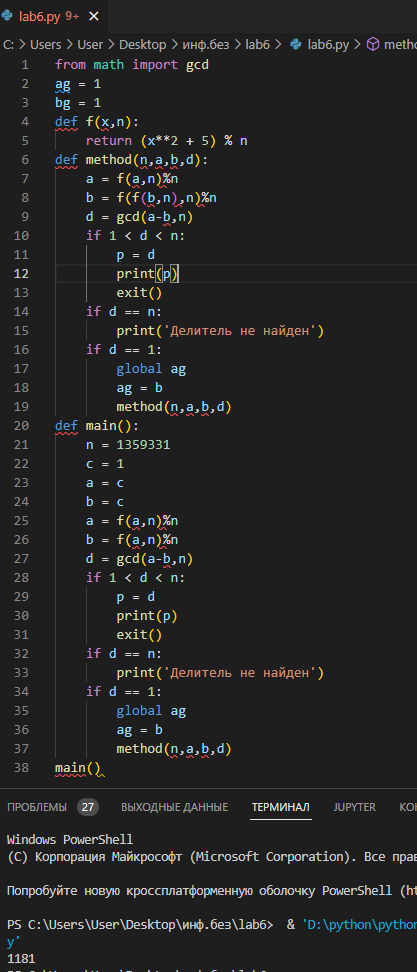 lab6.py 9+
C: > Users > User > Desktop > инф.без > lab6 > lab6.py > metho
1 from math import gcd
2 ag = 1
3 bg = 1
4 def f(x,n):
5     return (x**2 + 5) % n
6 def method(n,a,b,d):
7     a = f(a,n)%n
8     b = f(f(b,n),n)%n
9     d = gcd(a-b,n)
10     if 1 < d < n:
11         p = d
12         print(p)
13         exit()
14     if d == n:
15         print('Делитель не найден')
16     if d == 1:
17         global ag
18         ag = b
19         method(n,a,b,d)
20 def main():
21     n = 1359331
22     c = 1
23     a = c
24     b = c
25     a = f(a,n)%n
26     b = f(a,n)%n
27     d = gcd(a-b,n)
28     if 1 < d < n:
29         p = d
30         print(p)
31         exit()
32     if d == n:
33         print('Делитель не найден')
34     if d == 1:
35         global ag
36         ag = b
37         method(n,a,b,d)
38 main()
ПРОБЛЕМЫ 27 ВЫХОДНЫЕ ДАННЫЕ ТЕРМИНАЛ JUPYTER КОН
Windows PowerShell
(C) Корпорация Майкрософт (Microsoft Corporation). Все прав
Попробуйте новую кроссплатформенную оболочку PowerShell (ht
PS C:\Users\User\Desktop\инф.без\lab6> & 'D:\python\python
y'
1181